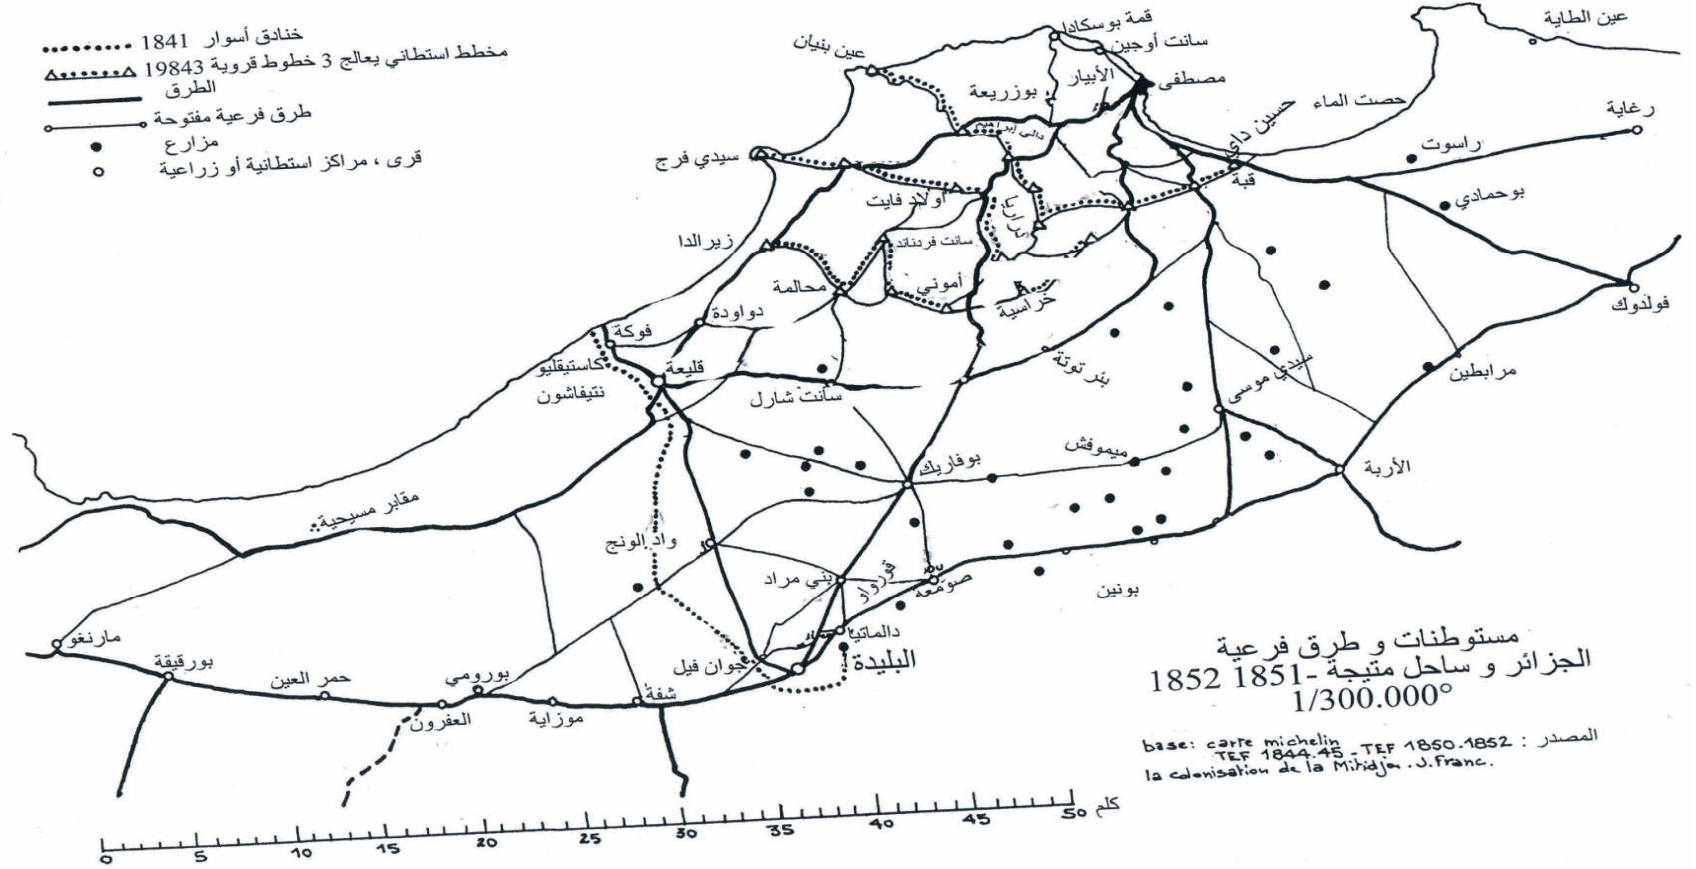 خنادق أسوار 1841
مخطط استطاني يعالج 3 خطوط قروية 19843
الطرق
طرق فرعية مفتوحة
مزارع
قرى ، مراكز استطانية أو زراعية
عين الطاية
قمة بوسكادا
سانت أوجين
عين بنيان
الأبيار
مصطفى
بوزريعة
حصت الماء
رغاية
حسين داي
دالي إبراهيم
راسوت
سيدي فرج
قبة
اولاد فايت
بوحمادي
زيرالدا
سانت فردناند
محالمة
أموني
خراسية
فولدوك
دواودة
فوكة
كاستيقليو
نتيفاشون
قليعة
سانت شارل
بئر توتة
سيدي موسى
مرابطين
بوفاريك
ميموفش
الأربة
مقابر مسيحية
واد الونج
بني مراد
قوروار
صومعة
بونين
مارنغو
بورقيقة
حمر العين
بورومي
العفرون
موزاية
شفة
جوان فيل
دالماتيا
البليدة
مستوطنات و طرق فرعية
الجزائر و ساحل متيجة -1851 1852
1/300.000°
المصدر : base: carte michelin
TEF 1844.45 - TEF 1850.1852
la colonisation de la Mitidja . J. Franc.
0 5 10 15 20 25 30 35 40 45 50 كلم